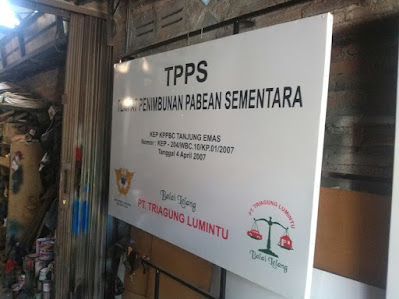 TPPS
TEMPAT PENIMBUNAN PABEAN SEMENTARA
KEP KPPBC TANJUNG EMAS
Nomor : KEP - 204/WBC.10/KP.01/2007
Tanggal 4 April 2007
Balai Lelang
PT. TRIAGUNG LUMINTU
PT. TRIAGUNG LUMINTU
Balai Lelang